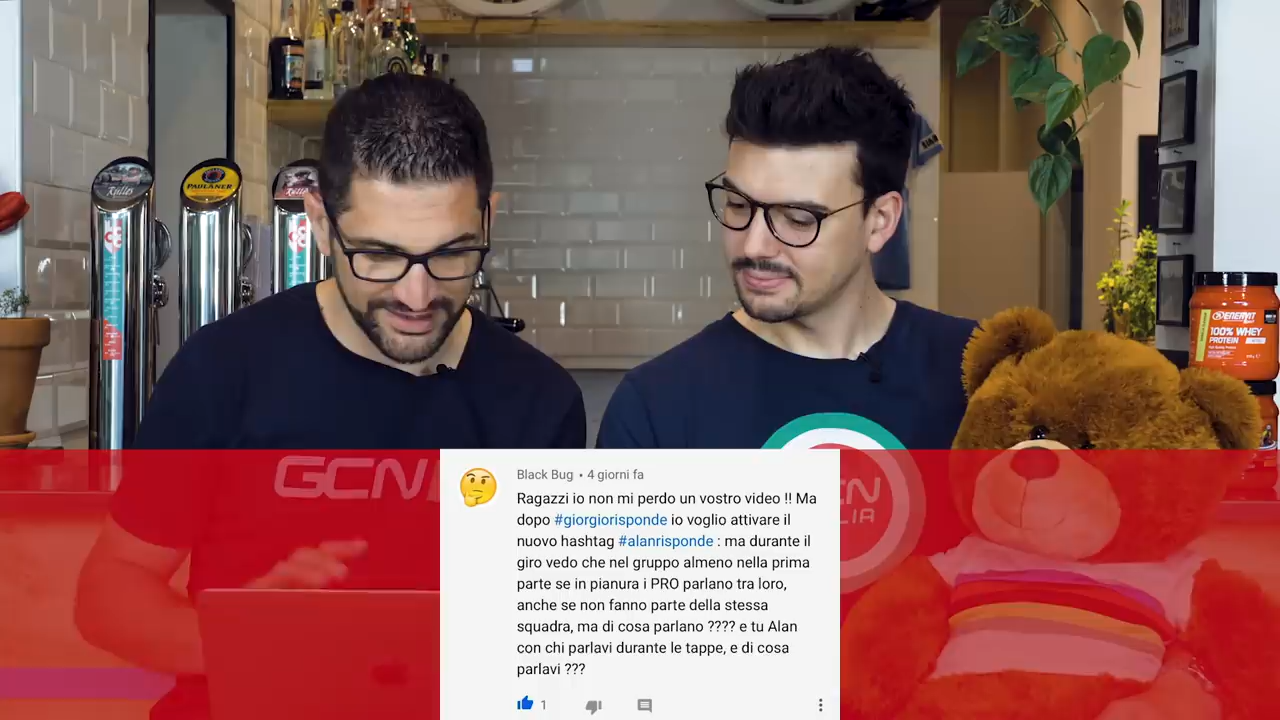 PAULANER
ENERVIT
100% WHEY
PROTEIN
GCN
CN
LIA
Black Bug • 4 giorni fa
Ragazzi io non mi perdo un vostro video !! Ma
dopo #giorgiorisponde io voglio attivare il
nuovo hashtag #alanrisponde : ma durante il
giro vedo che nel gruppo almeno nella prima
parte se in pianura i PRO parlano tra loro,
anche se non fanno parte della stessa
squadra, ma di cosa parlano ???? e tu Alan
con chi parlavi durante le tappe, e di cosa
parlavi ???
1